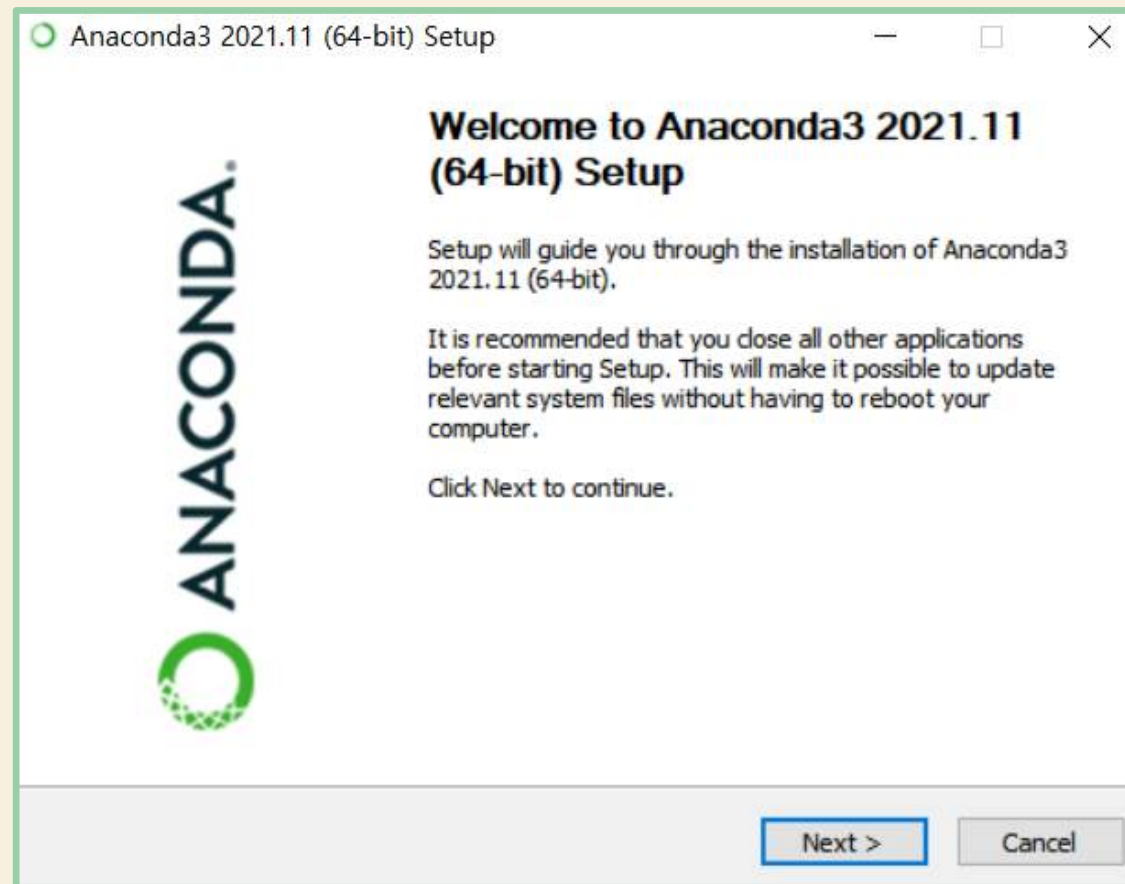 Anaconda3 2021.11 (64-bit) Setup
Welcome to Anaconda3 2021.11
(64-bit) Setup
ANACONDA.
Setup will guide you through the installation of Anaconda3
2021.11 (64-bit).
It is recommended that you close all other applications
before starting Setup. This will make it possible to update
relevant system files without having to reboot your
computer.
Click Next to continue.
Next >
Cancel